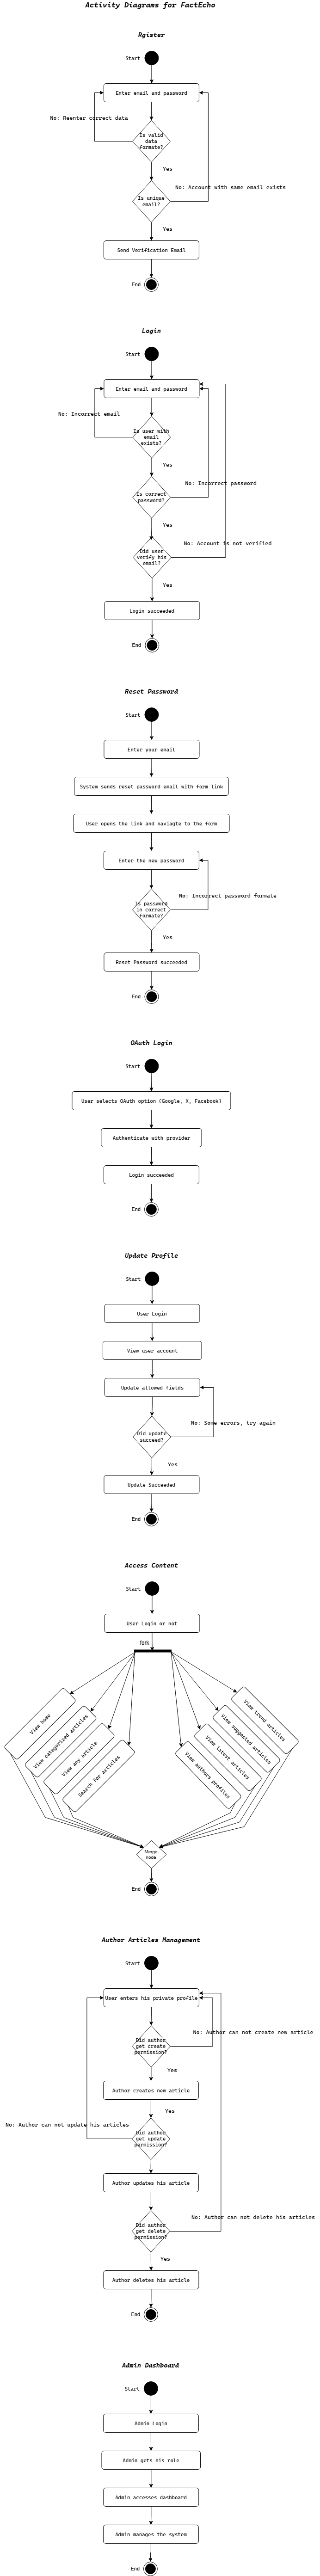 Activity Diagrams for FactEcho
Rgister
Start
Enter email and password
No: Reenter correct data
Is valid
data
formate?
Yes
No: Account with same email exists
Is unique
email?
Yes
Send Verification Email
End
Login
Start
Enter email and password
No: Incorrect email
Is user with
email
exists?
Yes
No: Incorrect password
Is correct
password?
Yes
No: Account is not verified
Did user
verify his
email?
Yes
Login succeeded
End
Reset Password
Start
Enter your email
System sends reset password email with form link
User opens the link and naviagte to the form
Enter the new password
No: Incorrect password formate
Is password
in correct
formate?
Yes
Reset Password succeeded
End
OAuth Login
Start
User selects OAuth option (Google, X, Facebook)
Authenticate with provider
Login succeeded
End
Update Profile
Start
User Login
View user account
Update allowed fields
No: Some errors, try again
Did update
succeed?
Yes
Update Succeeded
End
Access Content
Start
User Login or not
fork
View home
View categorized articles
View any article
Search for articles
View authors profiles
View latest articles
View suggested articles
View trend articles
Merge
node
End
Author Articles Management
Start
User enters his private profile
No: Author can not create new article
Did author
get create
permission?
Yes
Author creates new article
Yes
No: Author can not update his articles
Did author
get update
permission?
Author updates his article
No: Author can not delete his articles
Did author
get delete
permission?
Yes
Author deletes his article
End
Admin Dashboard
Start
Admin Login
Admin gets his role
Admin accesses dashboard
Admin manages the system
End